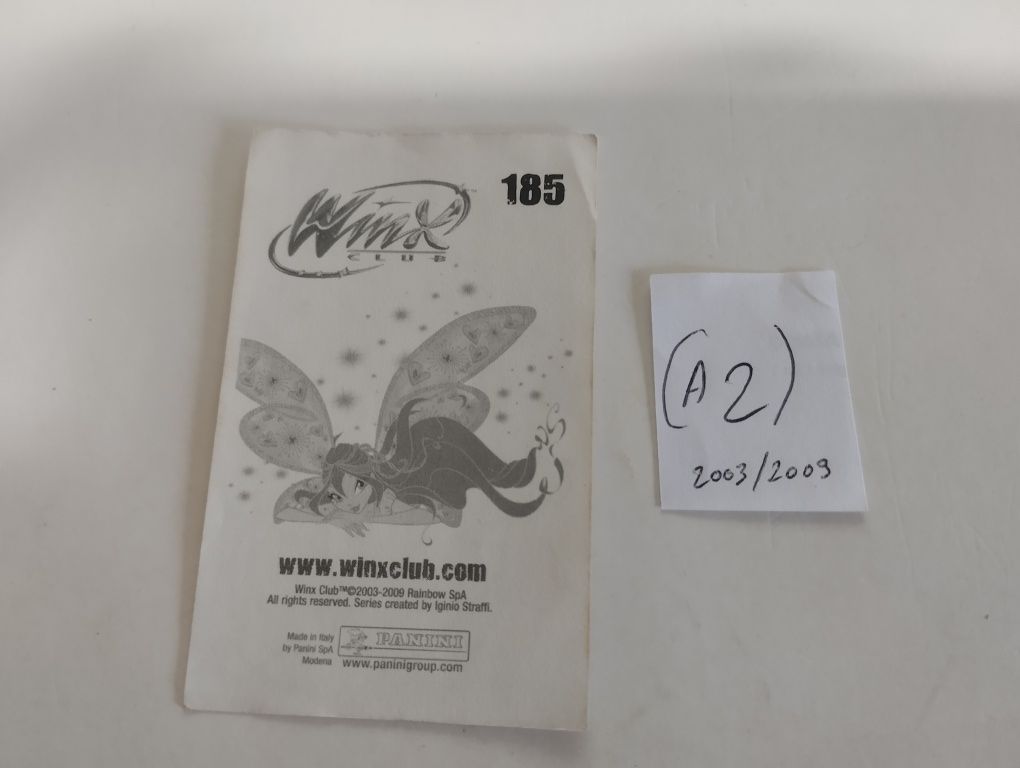 185
Winx™
CLUB
www.winxclub.com
Winx Club™©2003-2009 Rainbow SpA
All rights reserved. Series created by Iginio Straffi.
Made in Italy
by Panini SpA
Modena
PANINI
www.paninigroup.com
(A2)
2003/2009